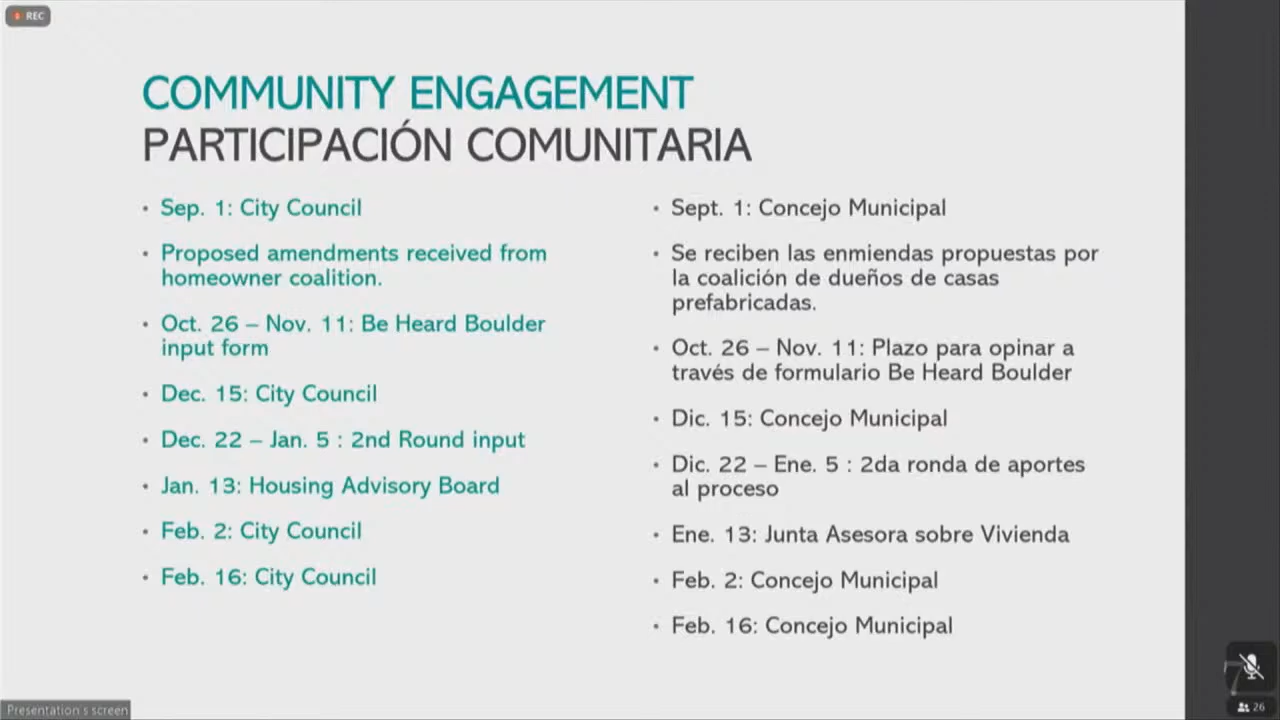 REC
COMMUNITY ENGAGEMENT
PARTICIPACIÓN COMUNITARIA
• Sep. 1: City Council
• Proposed amendments received from
homeowner coalition.
• Oct. 26 – Nov. 11: Be Heard Boulder
input form
• Dec. 15: City Council
• Dec. 22 – Jan. 5 : 2nd Round input
• Jan. 13: Housing Advisory Board
• Feb. 2: City Council
• Feb. 16: City Council
• Sept. 1: Concejo Municipal
• Se reciben las enmiendas propuestas por
la coalición de dueños de casas
prefabricadas.
• Oct. 26 – Nov. 11: Plazo para opinar a
través de formulario Be Heard Boulder
• Dic. 15: Concejo Municipal
• Dic. 22 – Ene. 5 : 2da ronda de aportes
al proceso
• Ene. 13: Junta Asesora sobre Vivienda
• Feb. 2: Concejo Municipal
• Feb. 16: Concejo Municipal
7
26
Presentation's screen